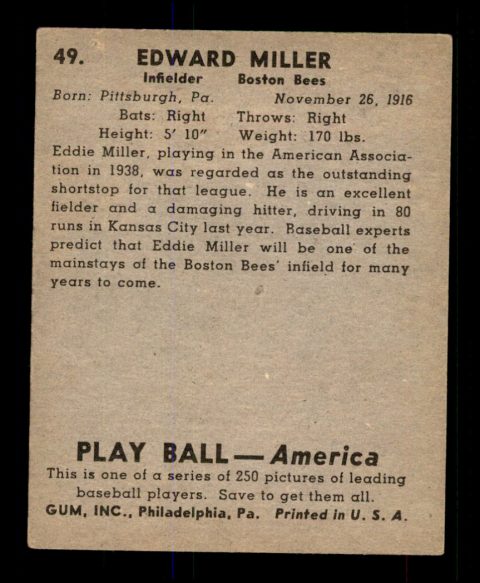 49. EDWARD MILLER
Infielder Boston Bees
Born: Pittsburgh, Pa. November 26, 1916
Bats: Right Throws: Right
Height: 5' 10" Weight: 170 lbs.
Eddie Miller, playing in the American Associa-
tion in 1938, was regarded as the outstanding
shortstop for that league. He is an excellent
fielder and a damaging hitter, driving in 80
runs in Kansas City last year. Baseball experts
predict that Eddie Miller will be one of the
mainstays of the Boston Bees' infield for many
years to come.
PLAY BALL — America
This is one of a series of 250 pictures of leading
baseball players. Save to get them all.
GUM, INC., Philadelphia, Pa. Printed in U. S. A.